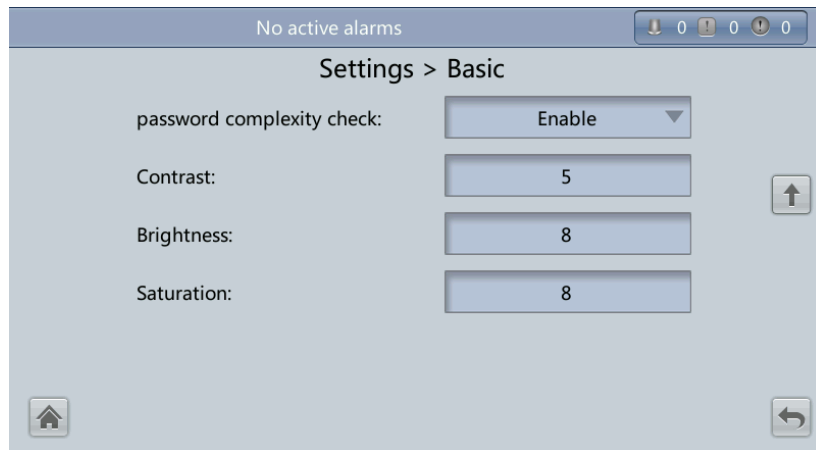 No active alarms 0 0 0
Settings > Basic
password complexity check: Enable
Contrast: 5
Brightness: 8
Saturation: 8